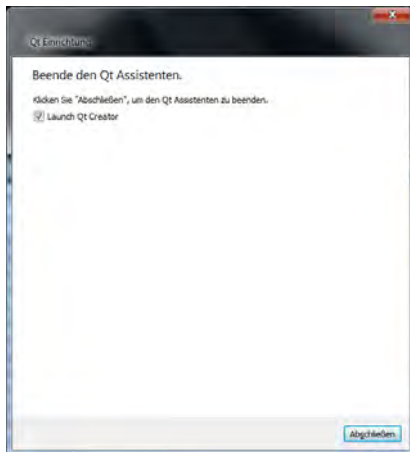 Qt Einrichtung
Beende den Qt Assistenten.
Klicken Sie "Abschließen", um den Qt Assistenten zu beenden.
Launch Qt Creator
Abschließen